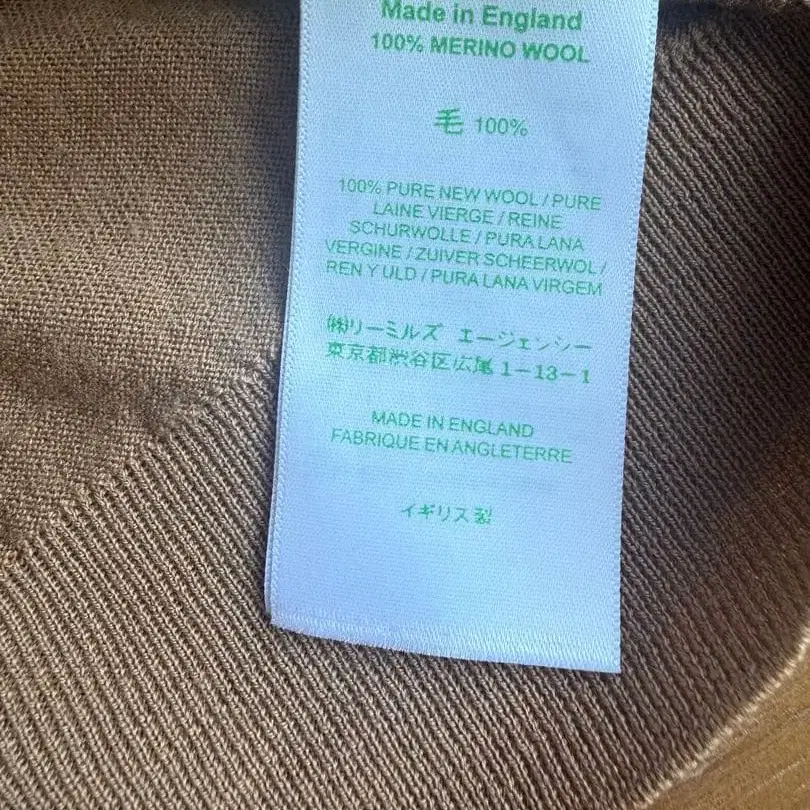 Made in England
100% MERINO WOOL
毛 100%
100% PURE NEW WOOL / PURE
LAINE VIERGE / REINE
SCHURWOLLE / PURA LANA
VERGINE / ZUIVER SCHEERWOL /
REN Y ULD / PURA LANA VIRGEM
㈱リーミルズ エージェンシー
東京都渋谷区広尾 1-13-1
MADE IN ENGLAND
FABRIQUE EN ANGLETERRE
イギリス製